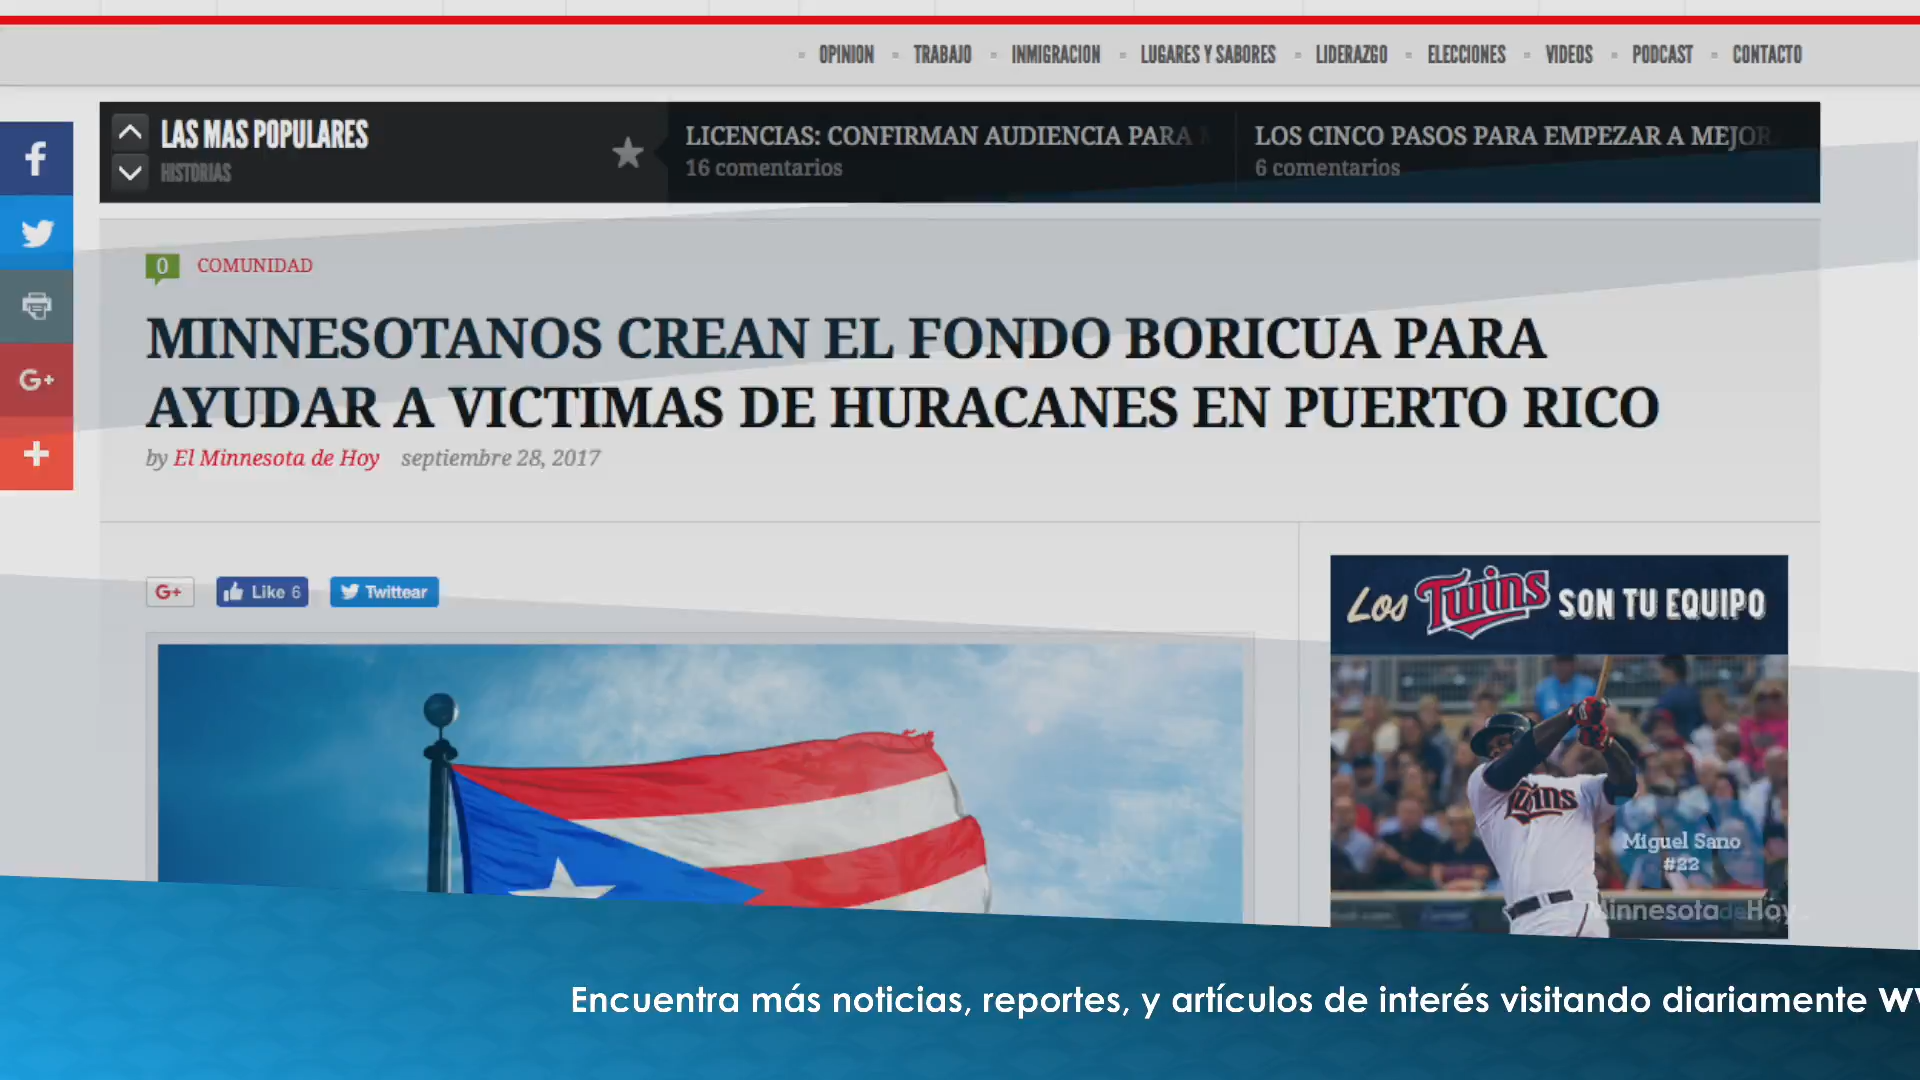 OPINION TRABAJO INMIGRACION LUGARES Y SABORES LIDERAZGO ELECCIONES VIDEOS PODCAST CONTACTO
LAS MAS POPULARES
HISTORIAS
LICENCIAS: CONFIRMAN AUDIENCIA PARA
16 comentarios
LOS CINCO PASOS PARA EMPEZAR A MEJOR
6 comentarios
0 COMUNIDAD
MINNESOTANOS CREAN EL FONDO BORICUA PARA
AYUDAR A VICTIMAS DE HURACANES EN PUERTO RICO
by El Minnesota de Hoy septiembre 28, 2017
G+ Like 6 Twittear
Los Twins SON TU EQUIPO
Twins
Miguel Sano
#22
MinnesotadeHoy
Encuentra más noticias, reportes, y artículos de interés visitando diariamente